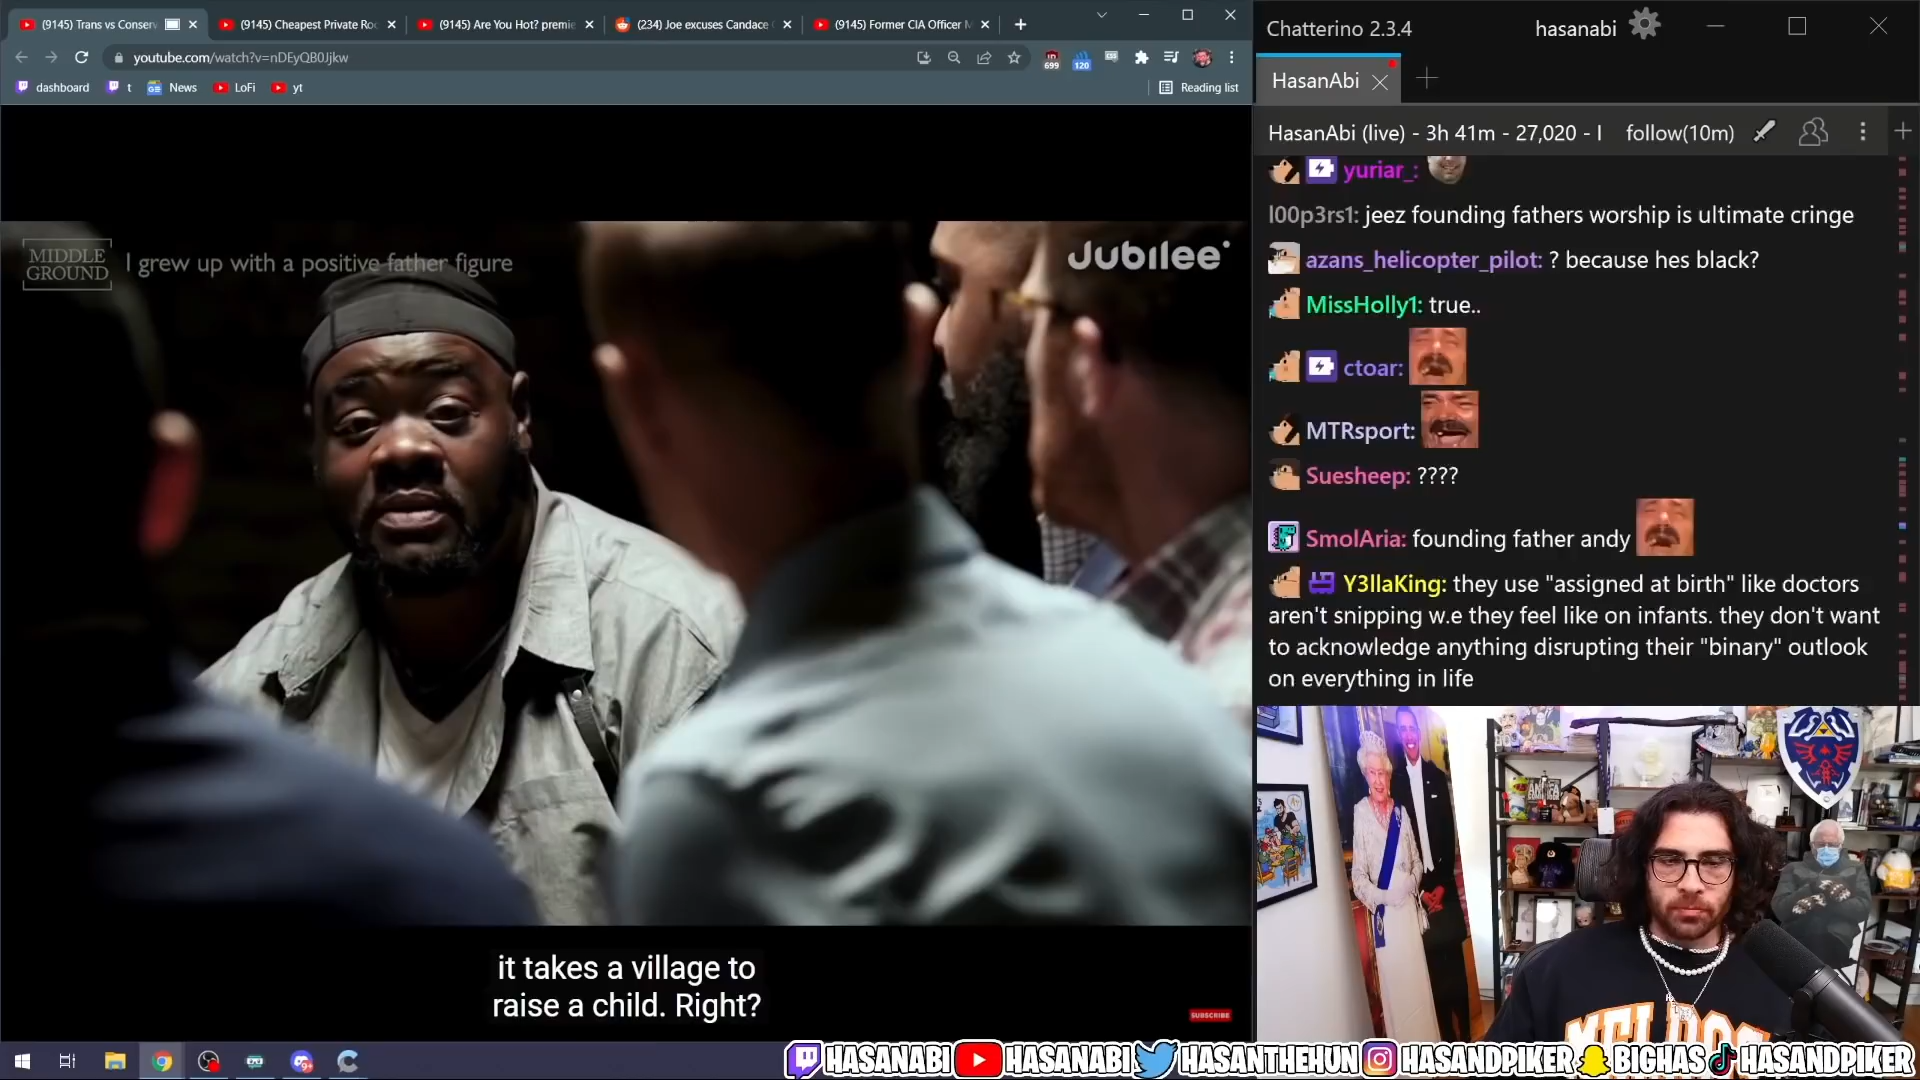 (9145) Trans vs Conserv
(9145) Cheapest Private Ro
(9145) Are You Hot? premie
(234) Joe excuses Candace
(9145) Former CIA Officer
youtube.com/watch?v=nDEyQB0Jjkw
699
120
dashboard
t
News
LoFi
yt
Reading list
MIDDLE
GROUND
I grew up with a positive father figure
Jubilee
it takes a village to
raise a child. Right?
SUBSCRIBE
Chatterino 2.3.4
hasanabi
HasanAbi
HasanAbi (live) - 3h 41m - 27,020 - I
follow(10m)
yuriar_:
l00p3rs1: jeez founding fathers worship is ultimate cringe
azans_helicopter_pilot: ? because hes black?
MissHolly1: true..
ctoar:
MTRsport:
Suesheep: ????
SmolAria: founding father andy
Y3llaKing: they use "assigned at birth" like doctors
aren't snipping w.e they feel like on infants. they don't want
to acknowledge anything disrupting their "binary" outlook
on everything in life
HASANABI HASANABI HASANTHEHUN HASANDPIKER BIGHAS HASANDPIKER